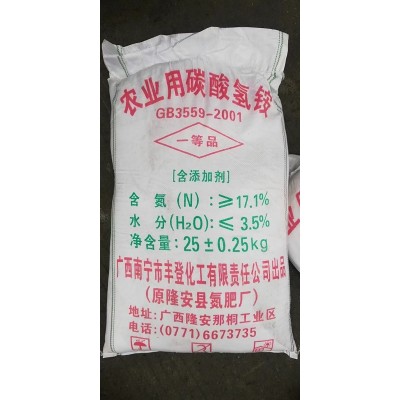 农业用碳酸氢铵
GB3559-2001
一等品
[含添加剂]
含 氮 (N) : ≥17.1%
水 分 (H₂O): ≤ 3.5%
净含量: 25±0.25kg
广西南宁市丰登化工有限责任公司出品
(原隆安县氮肥厂)
地址: 广西隆安那桐工业区
电话: (0771) 6673735